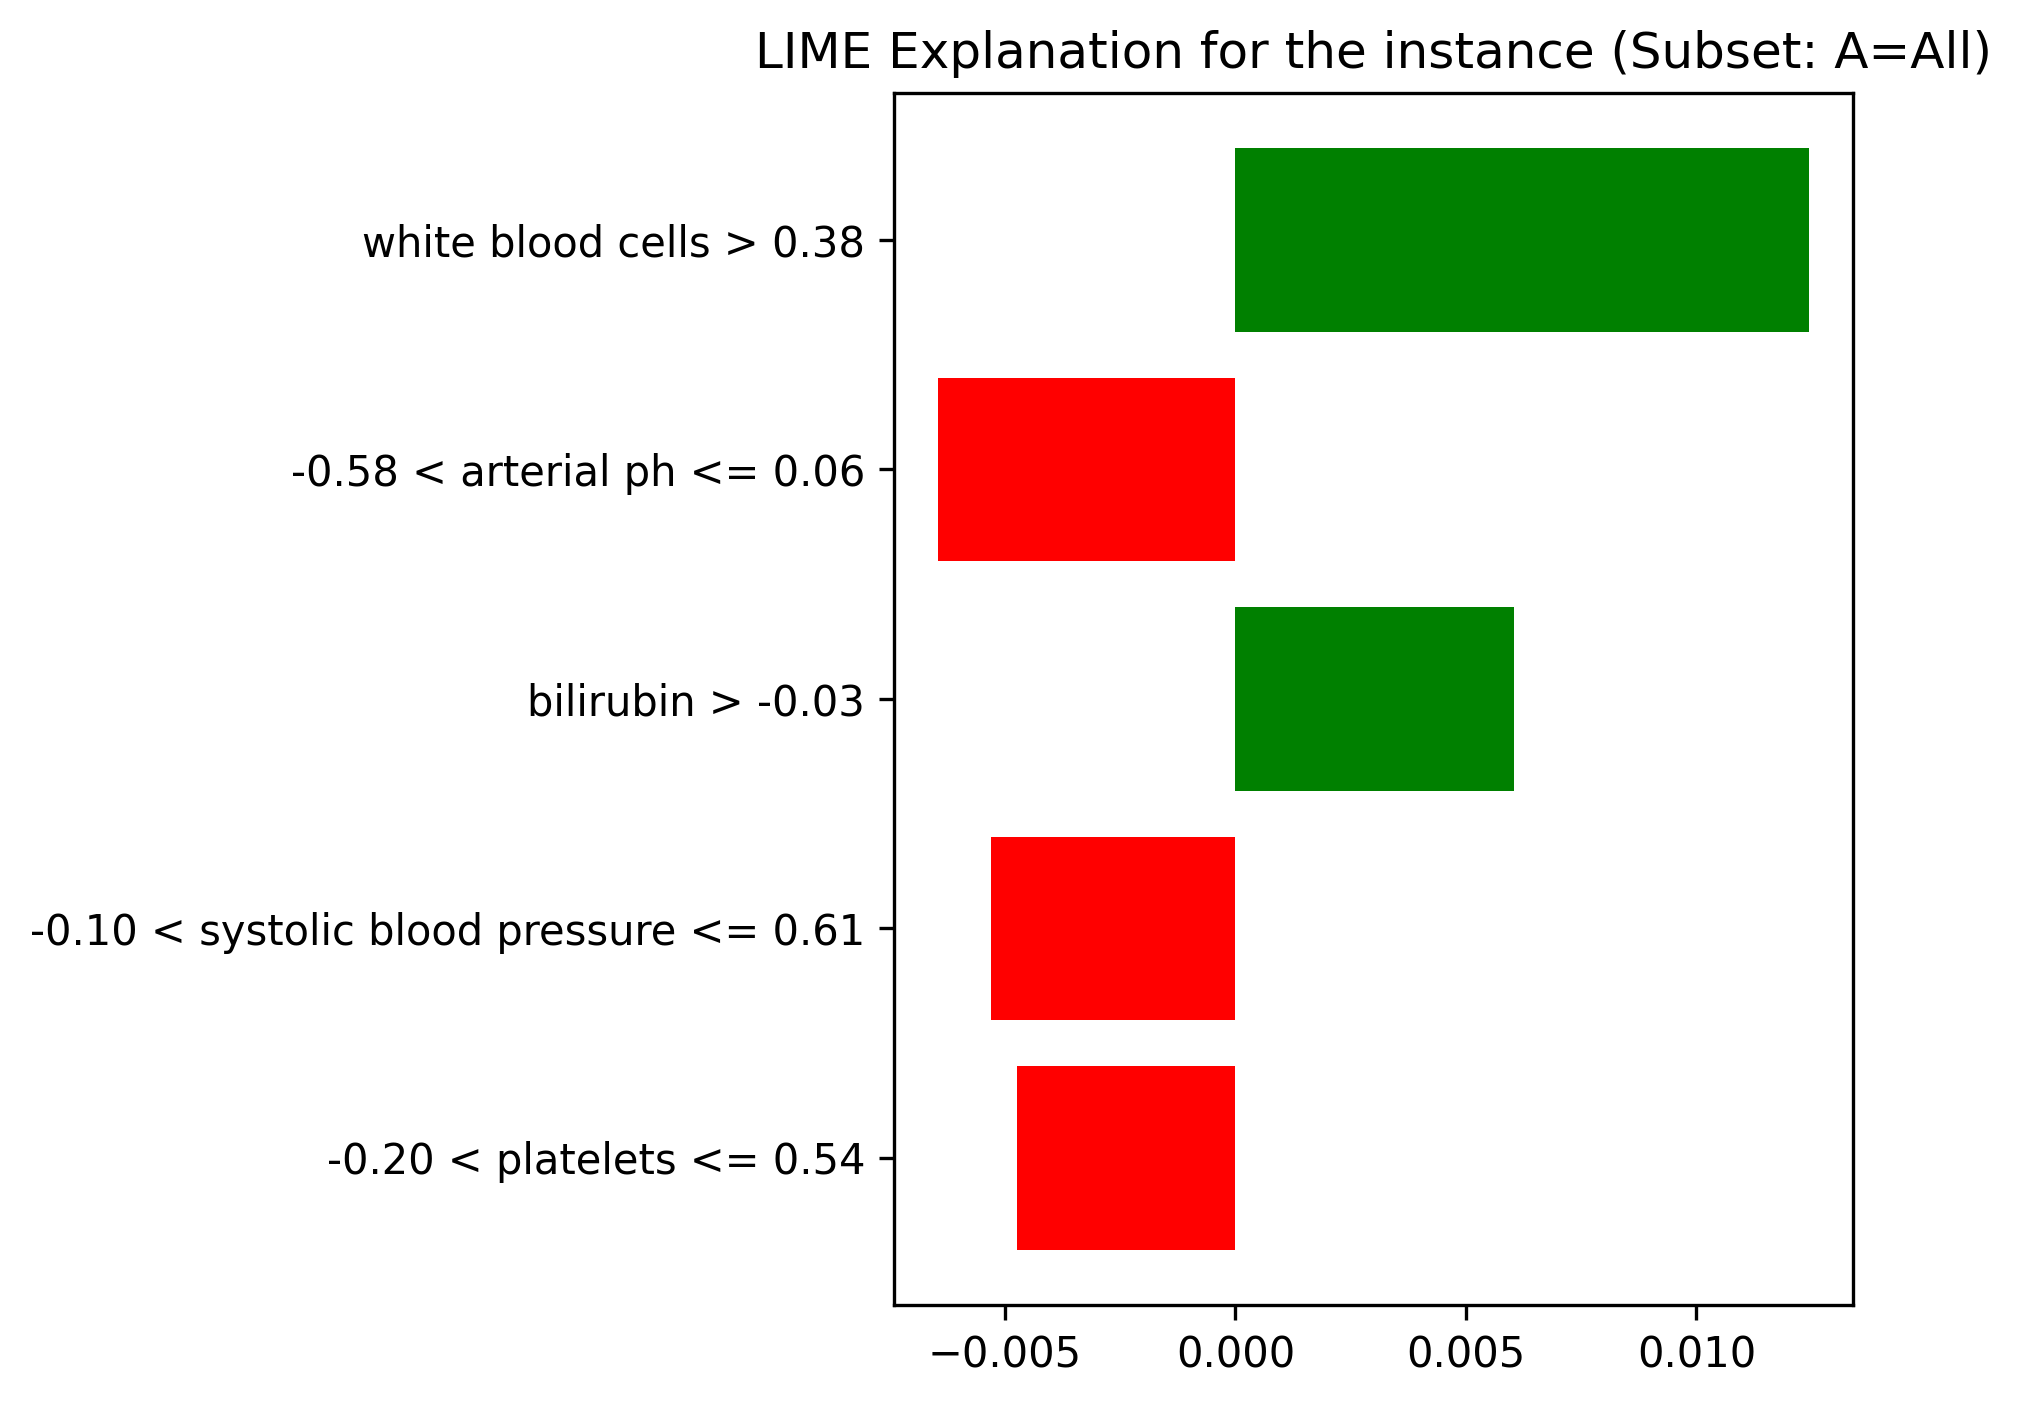 LIME Explanation for the instance (Subset: A=All)
white blood cells > 0.38
-0.58 < arterial ph <= 0.06
bilirubin > -0.03
-0.10 < systolic blood pressure <= 0.61
-0.20 < platelets <= 0.54
−0.005 0.000 0.005 0.010